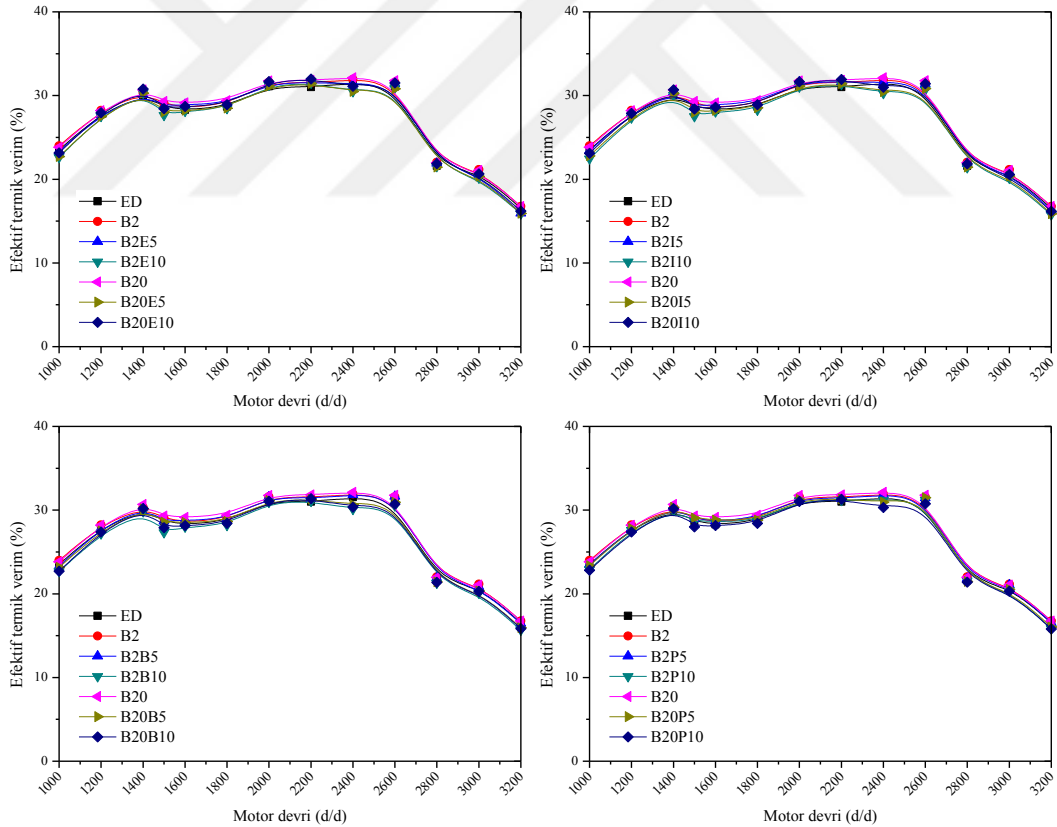 40
30
20
10
0
Efektif termik verim (%)
ED
B2
B2E5
B2E10
B20
B20E5
B20E10
1000 1200 1400 1600 1800 2000 2200 2400 2600 2800 3000 3200
Motor devri (d/d)
40
30
20
10
0
Efektif termik verim (%)
ED
B2
B2I5
B2I10
B20
B20I5
B20I10
1000 1200 1400 1600 1800 2000 2200 2400 2600 2800 3000 3200
Motor devri (d/d)
40
30
20
10
0
Efektif termik verim (%)
ED
B2
B2B5
B2B10
B20
B20B5
B20B10
1000 1200 1400 1600 1800 2000 2200 2400 2600 2800 3000 3200
Motor devri (d/d)
40
30
20
10
0
Efektif termik verim (%)
ED
B2
B2P5
B2P10
B20
B20P5
B20P10
1000 1200 1400 1600 1800 2000 2200 2400 2600 2800 3000 3200
Motor devri (d/d)